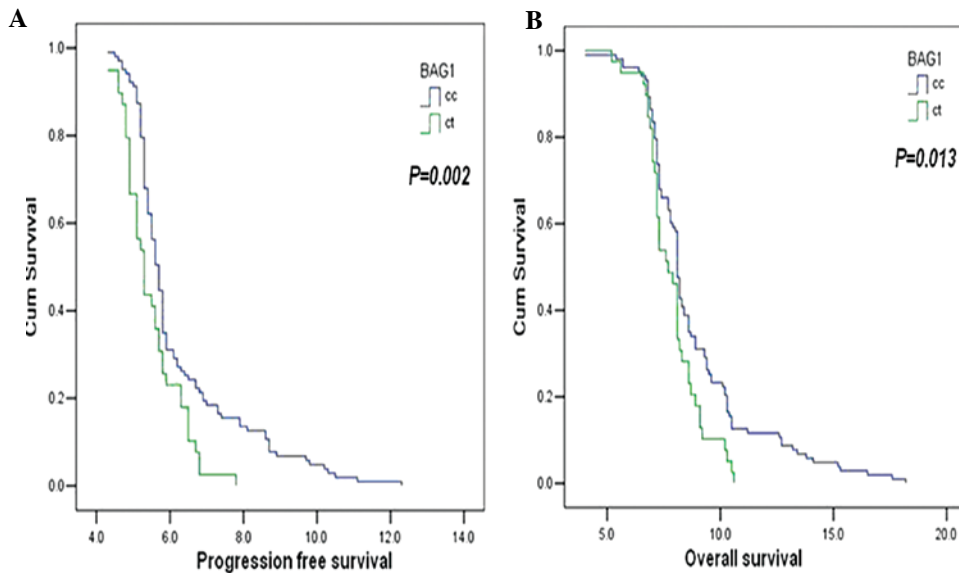 A
Cum Survival
1.0
0.8
0.6
0.4
0.2
0.0
BAG1
cc
ct
P=0.002
4.0 6.0 8.0 10.0 12.0 14.0
Progression free survival
B
Cum Survival
1.0
0.8
0.6
0.4
0.2
0.0
BAG1
cc
ct
P=0.013
5.0 10.0 15.0 20.0
Overall survival